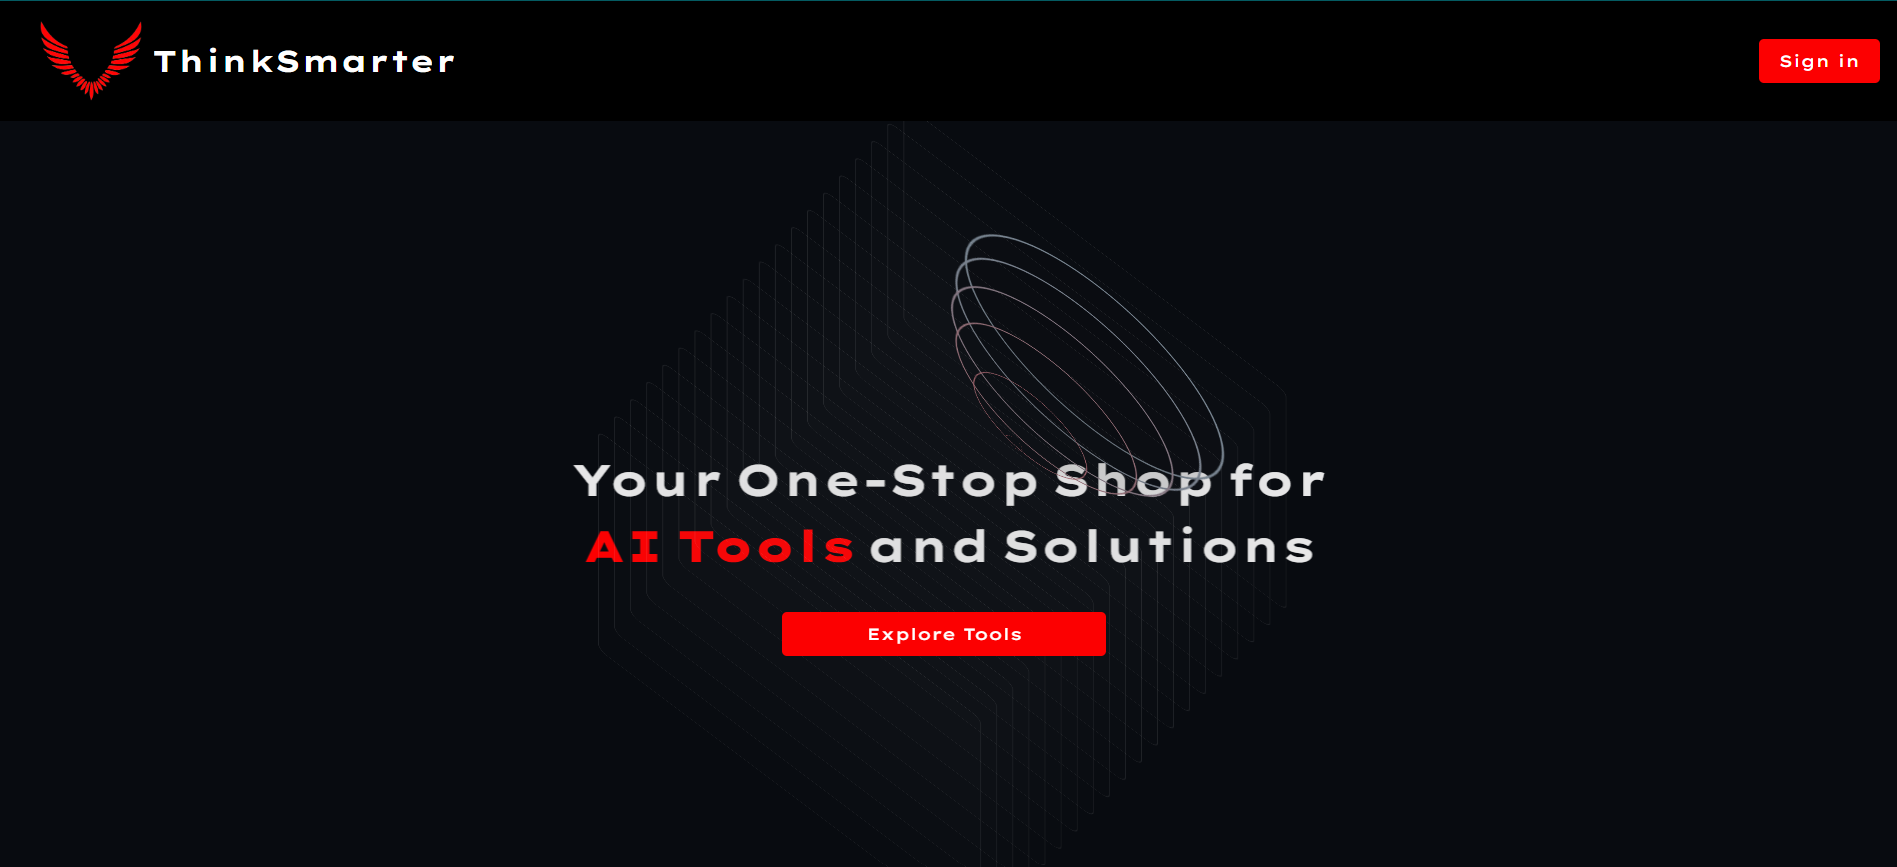 ThinkSmarter
Sign in
Your One-Stop Shop for
AI Tools and Solutions
Explore Tools